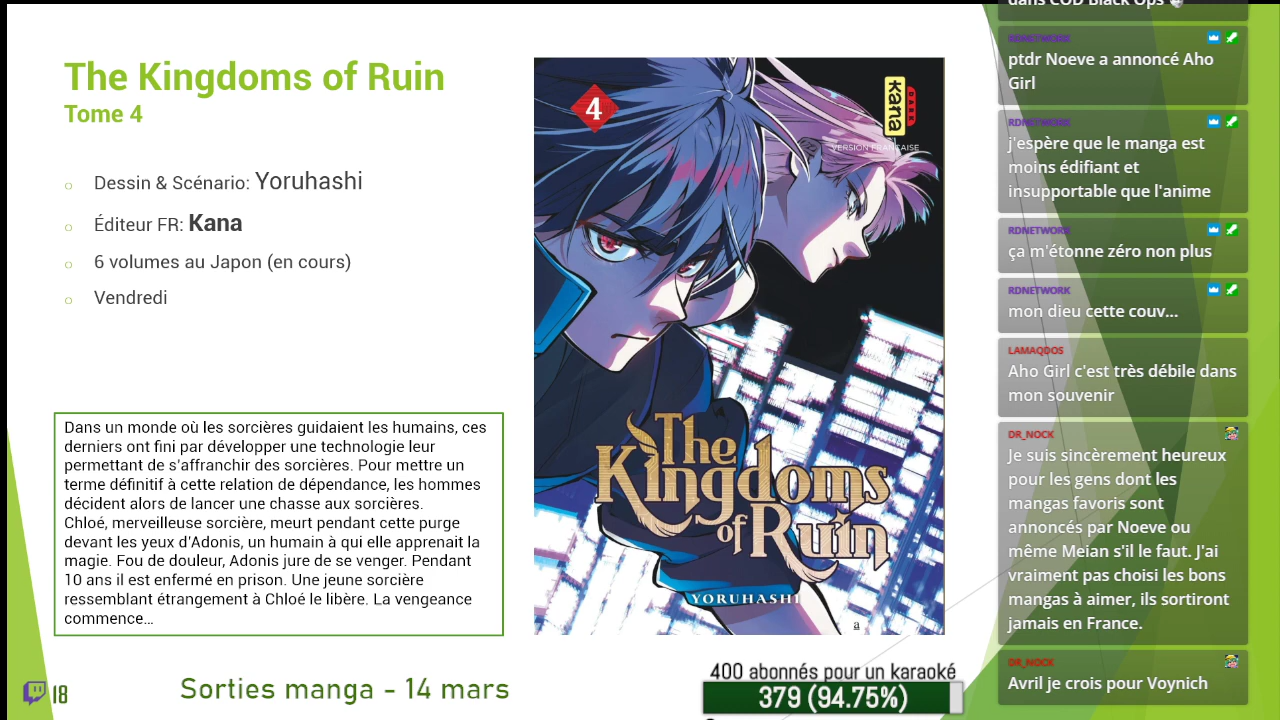 The Kingdoms of Ruin
Tome 4
Dessin & Scénario: Yoruhashi
Éditeur FR: Kana
6 volumes au Japon (en cours)
Vendredi
Dans un monde où les sorcières guidaient les humains, ces
derniers ont fini par développer une technologie leur
permettant de s'affranchir des sorcières. Pour mettre un
terme définitif à cette relation de dépendance, les hommes
décident alors de lancer une chasse aux sorcières.
Chloé, merveilleuse sorcière, meurt pendant cette purge
devant les yeux d'Adonis, un humain à qui elle apprenait la
magie. Fou de douleur, Adonis jure de se venger. Pendant
10 ans il est enfermé en prison. Une jeune sorcière
ressemblant étrangement à Chloé le libère. La vengeance
commence…
4
kana
DARK
VERSION FRANÇAISE
The
Kingdoms
of Ruin
YORUHASHI
a
18
Sorties manga - 14 mars
400 abonnés pour un karaoké
379 (94.75%)
dans COD Black Ops
RDNETWORK
ptdr Noeve a annoncé Aho
Girl
RDNETWORK
j'espère que le manga est
moins édifiant et
insupportable que l'anime
RDNETWORK
ça m'étonne zéro non plus
RDNETWORK
mon dieu cette couv...
LAMAQDOS
Aho Girl c'est très débile dans
mon souvenir
DR_NOCK
Je suis sincèrement heureux
pour les gens dont les
mangas favoris sont
annoncés par Noeve ou
même Meian s'il le faut. J'ai
vraiment pas choisi les bons
mangas à aimer, ils sortiront
jamais en France.
DR_NOCK
Avril je crois pour Voynich